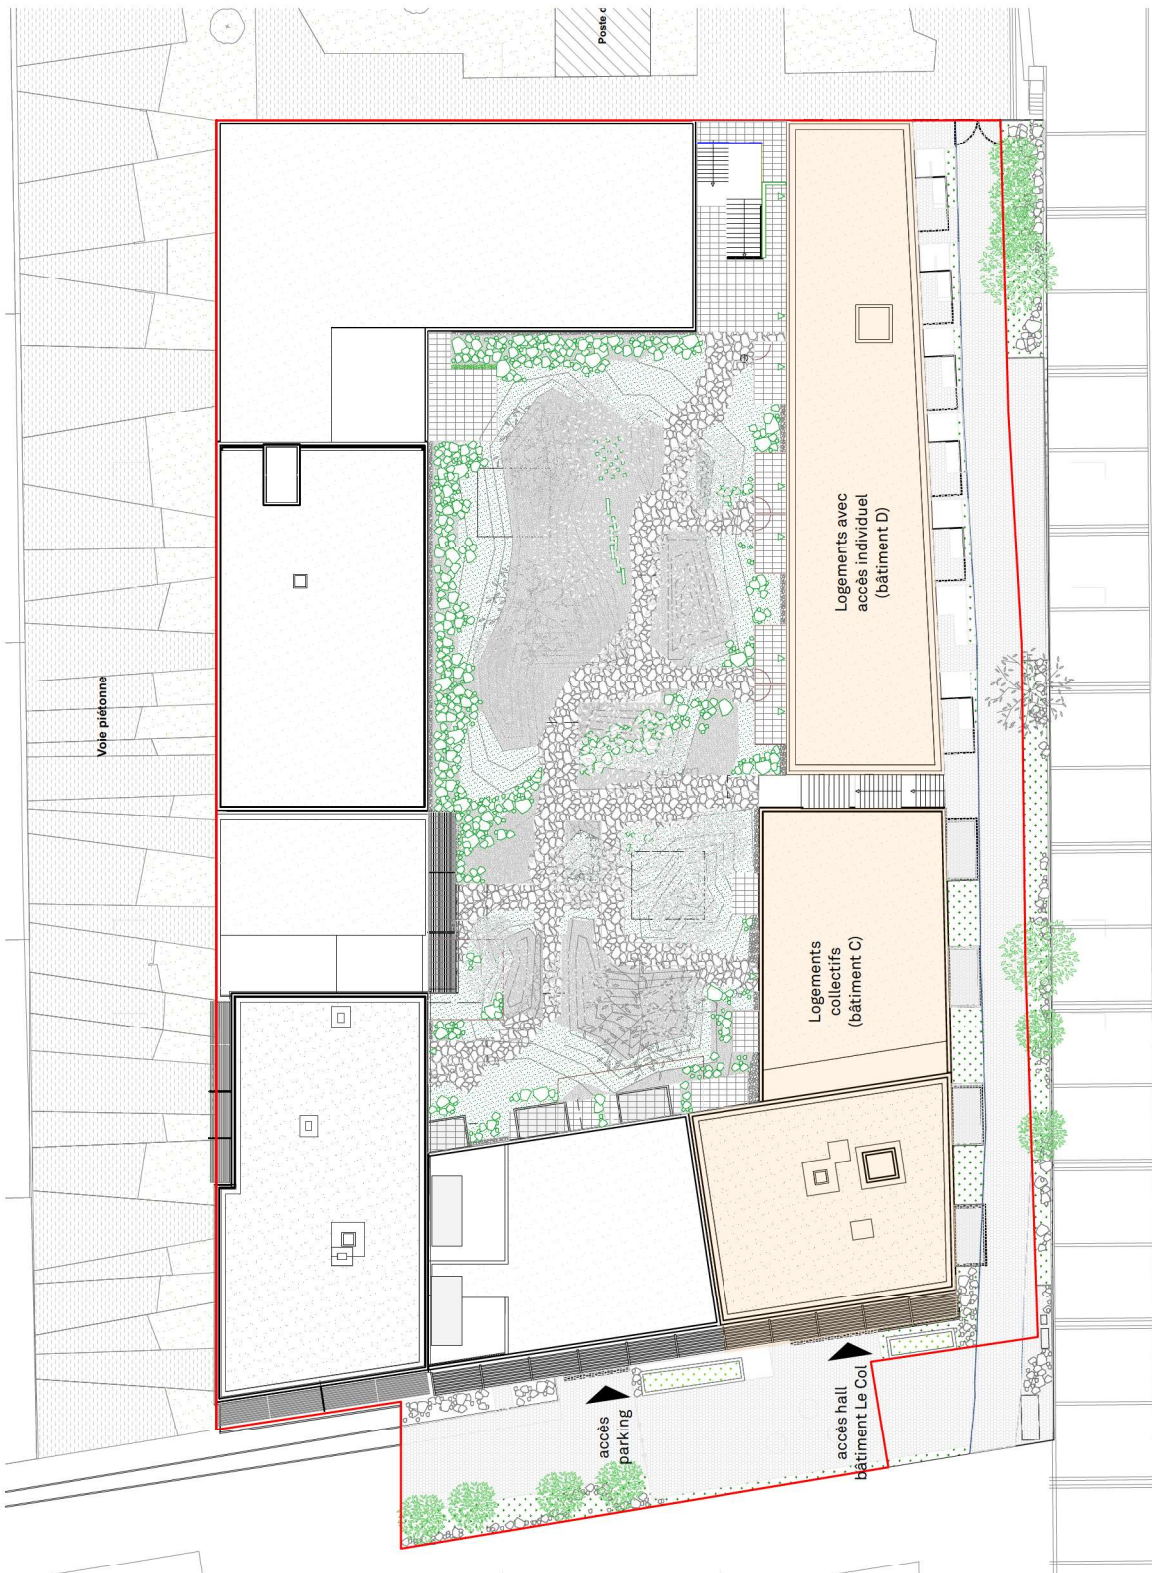 Poste d
Voie piétonne
Logements avec
accès individuel
(bâtiment D)
Logements
collectifs
(bâtiment C)
accès
parking
accès hall
bâtiment Le Col